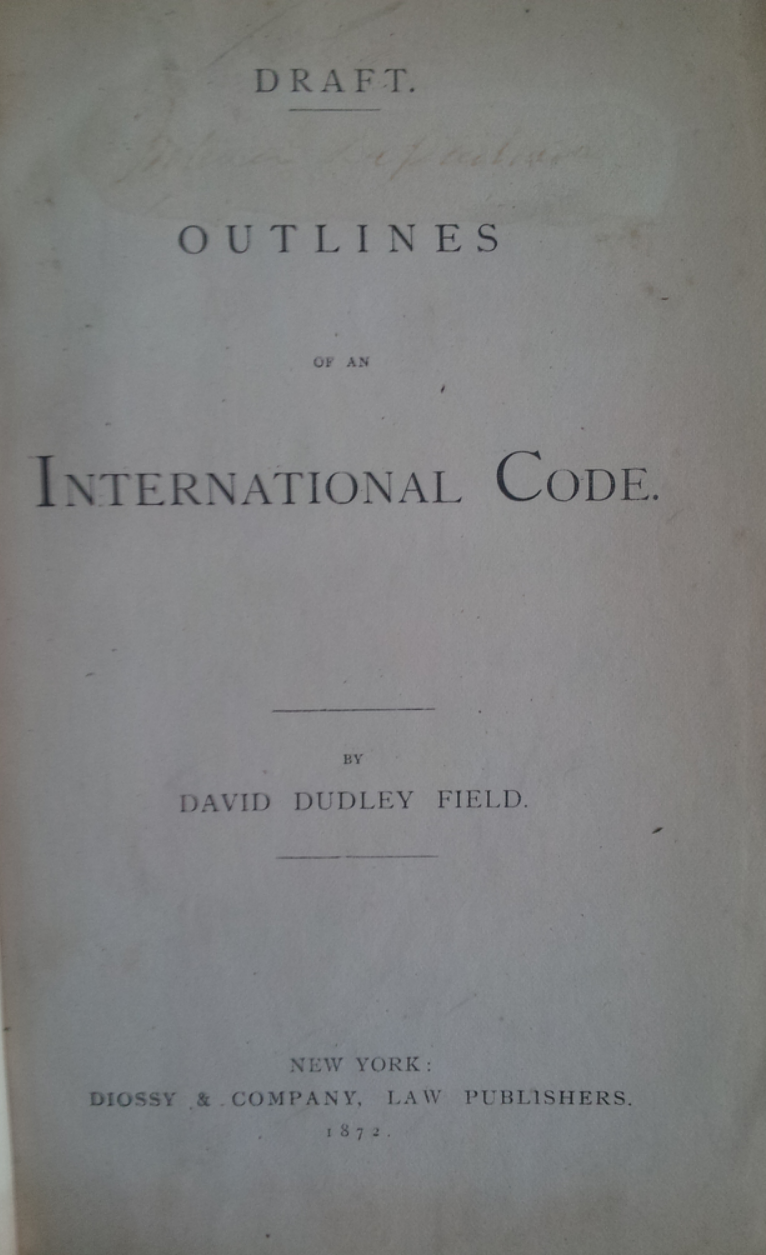 DRAFT.
OUTLINES
OF AN
INTERNATIONAL CODE.
BY
DAVID DUDLEY FIELD.
NEW YORK:
DIOSSY & COMPANY, LAW PUBLISHERS.
1872.